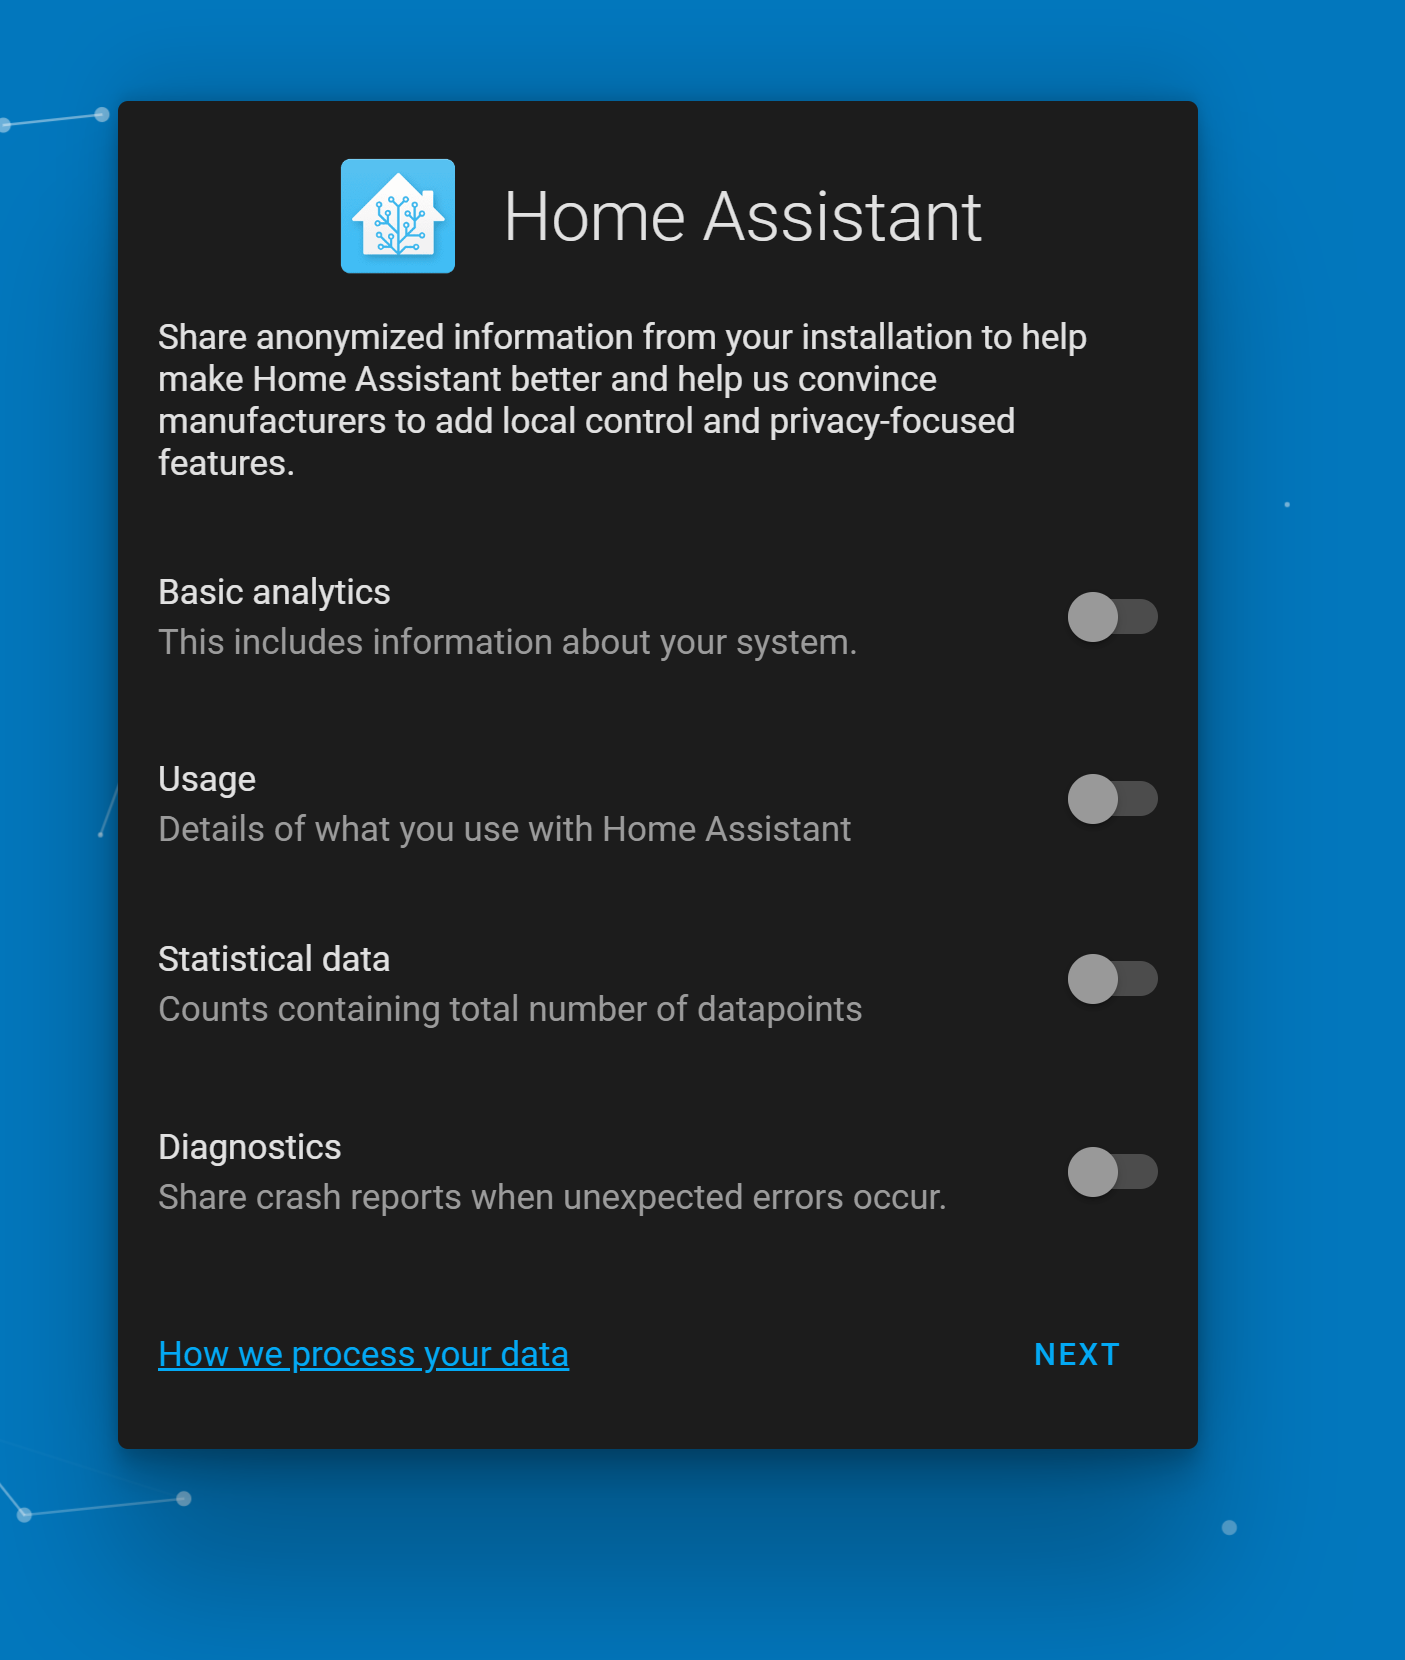 Home Assistant
Share anonymized information from your installation to help
make Home Assistant better and help us convince
manufacturers to add local control and privacy-focused
features.
Basic analytics
This includes information about your system.
Usage
Details of what you use with Home Assistant
Statistical data
Counts containing total number of datapoints
Diagnostics
Share crash reports when unexpected errors occur.
How we process your data
NEXT